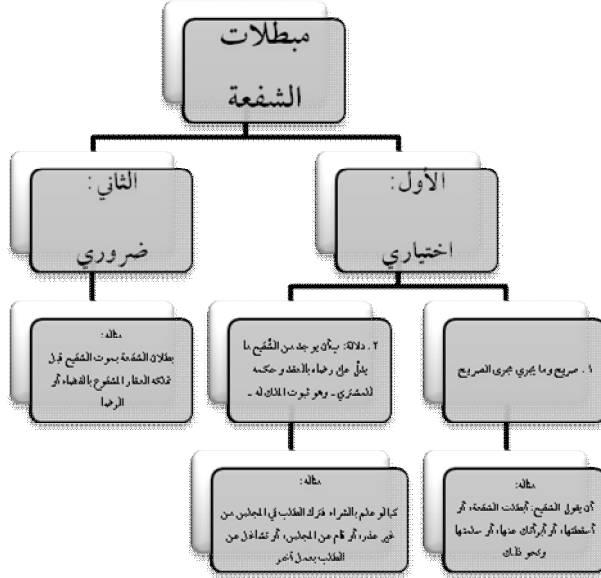 مبطلات
الشفعة
الأول:
اختياري
الثاني:
ضروري
١. صريح وما يجري مجرى الصريح
٢. دلالة: بأن يوجد من الشفيع ما
يدل على رضاه بالعقد وحكمه
للمشتري - وهو ثبوت الملك له -
مثاله:
بطلان الشفعة بموت الشفيع قبل
تملكه العقار المشفوع بالقضاء أو
الرضا
مثاله:
أن يقول الشفيع: أبطلت الشفعة، أو
أسقطتها، أو أبرأتك عنها، أو سلمتها
ونحو ذلك
مثاله:
كما لو علم بالشراء فترك الطلب في المجلس من
غير عذر، أو قام عن المجلس، أو تشاغل عن
الطلب بعمل آخر